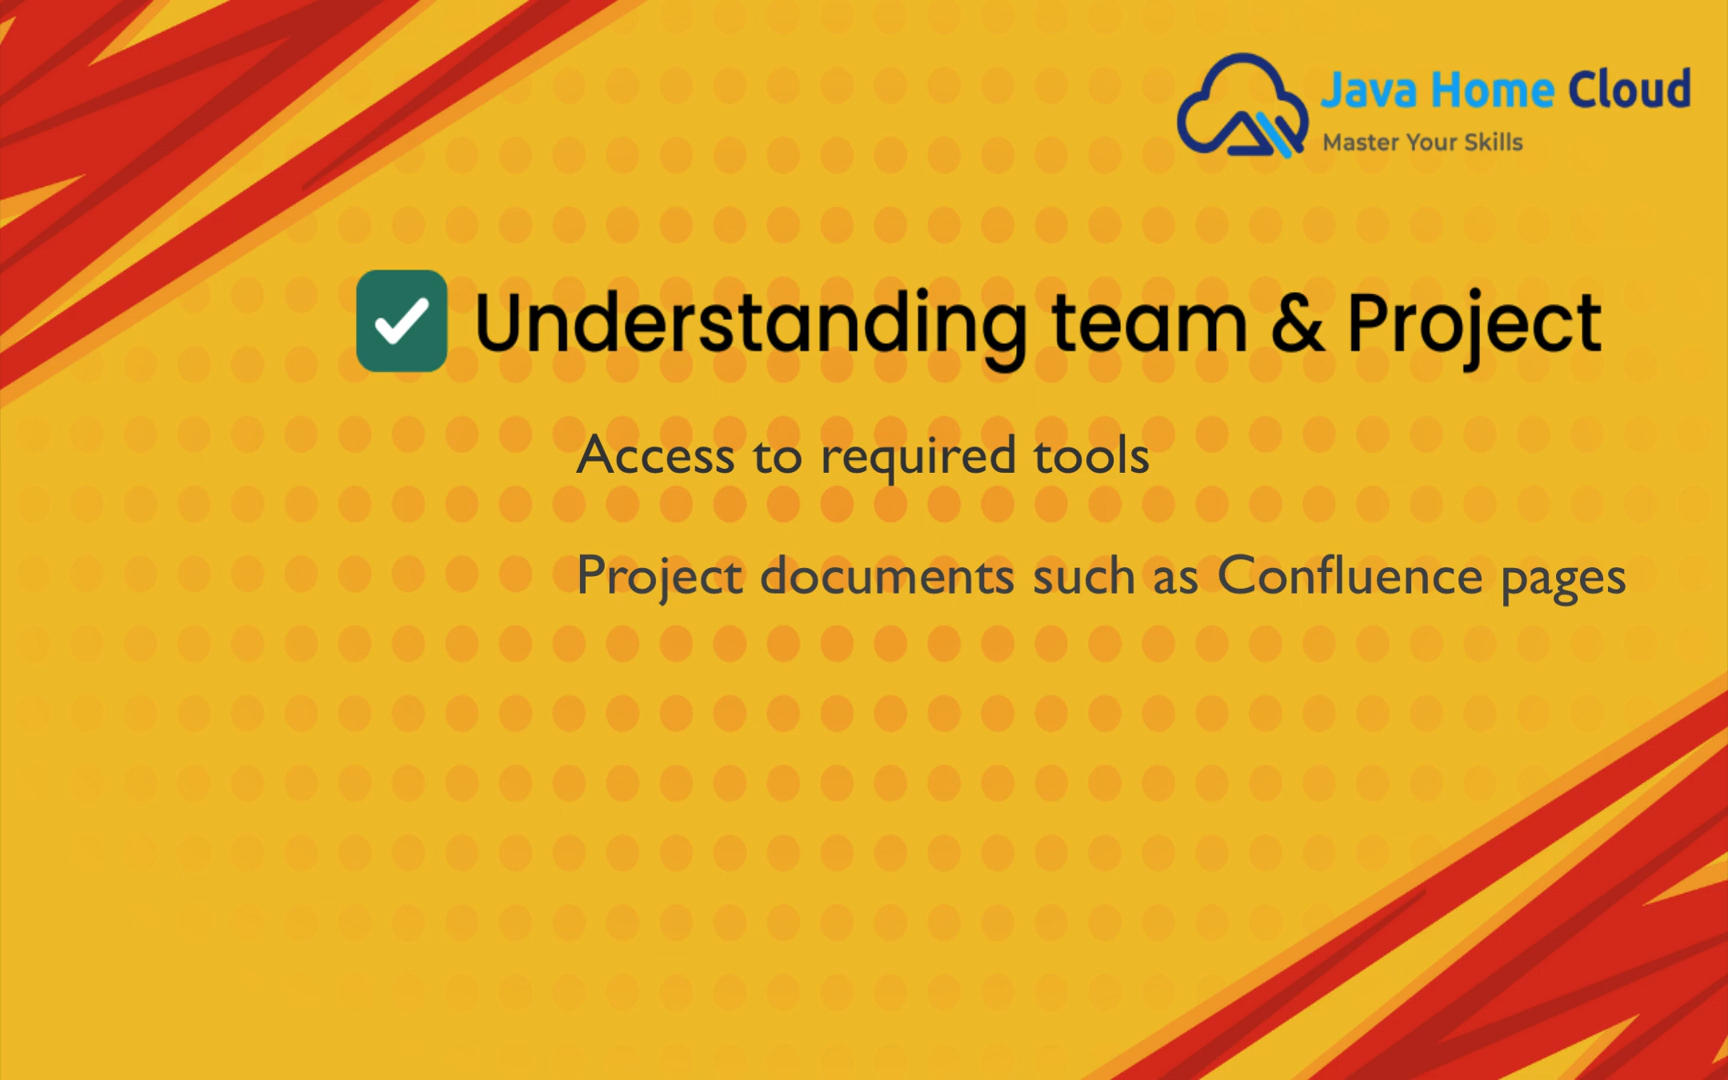 Java Home Cloud
Master Your Skills
Understanding team & Project
Access to required tools
Project documents such as Confluence pages